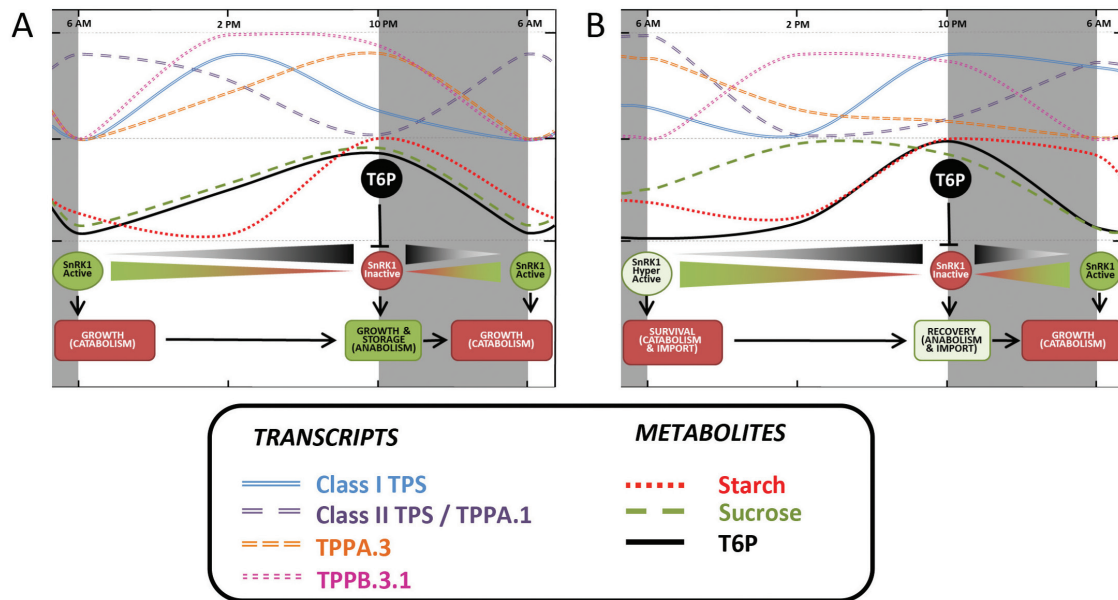 A
6 AM
2 PM
10 PM
6 AM
T6P
SnRK1
Active
SnRK1
Inactive
SnRK1
Active
GROWTH
(CATABOLISM)
GROWTH &
STORAGE
(ANABOLISM)
GROWTH
(CATABOLISM)
B
6 AM
2 PM
10 PM
6 AM
T6P
SnRK1
Hyper
Active
SnRK1
Inactive
SnRK1
Active
SURVIVAL
(CATABOLISM
& IMPORT)
RECOVERY
(ANABOLISM
& IMPORT)
GROWTH
(CATABOLISM)
TRANSCRIPTS
Class I TPS
Class II TPS / TPPA.1
TPPA.3
TPPB.3.1
METABOLITES
Starch
Sucrose
T6P